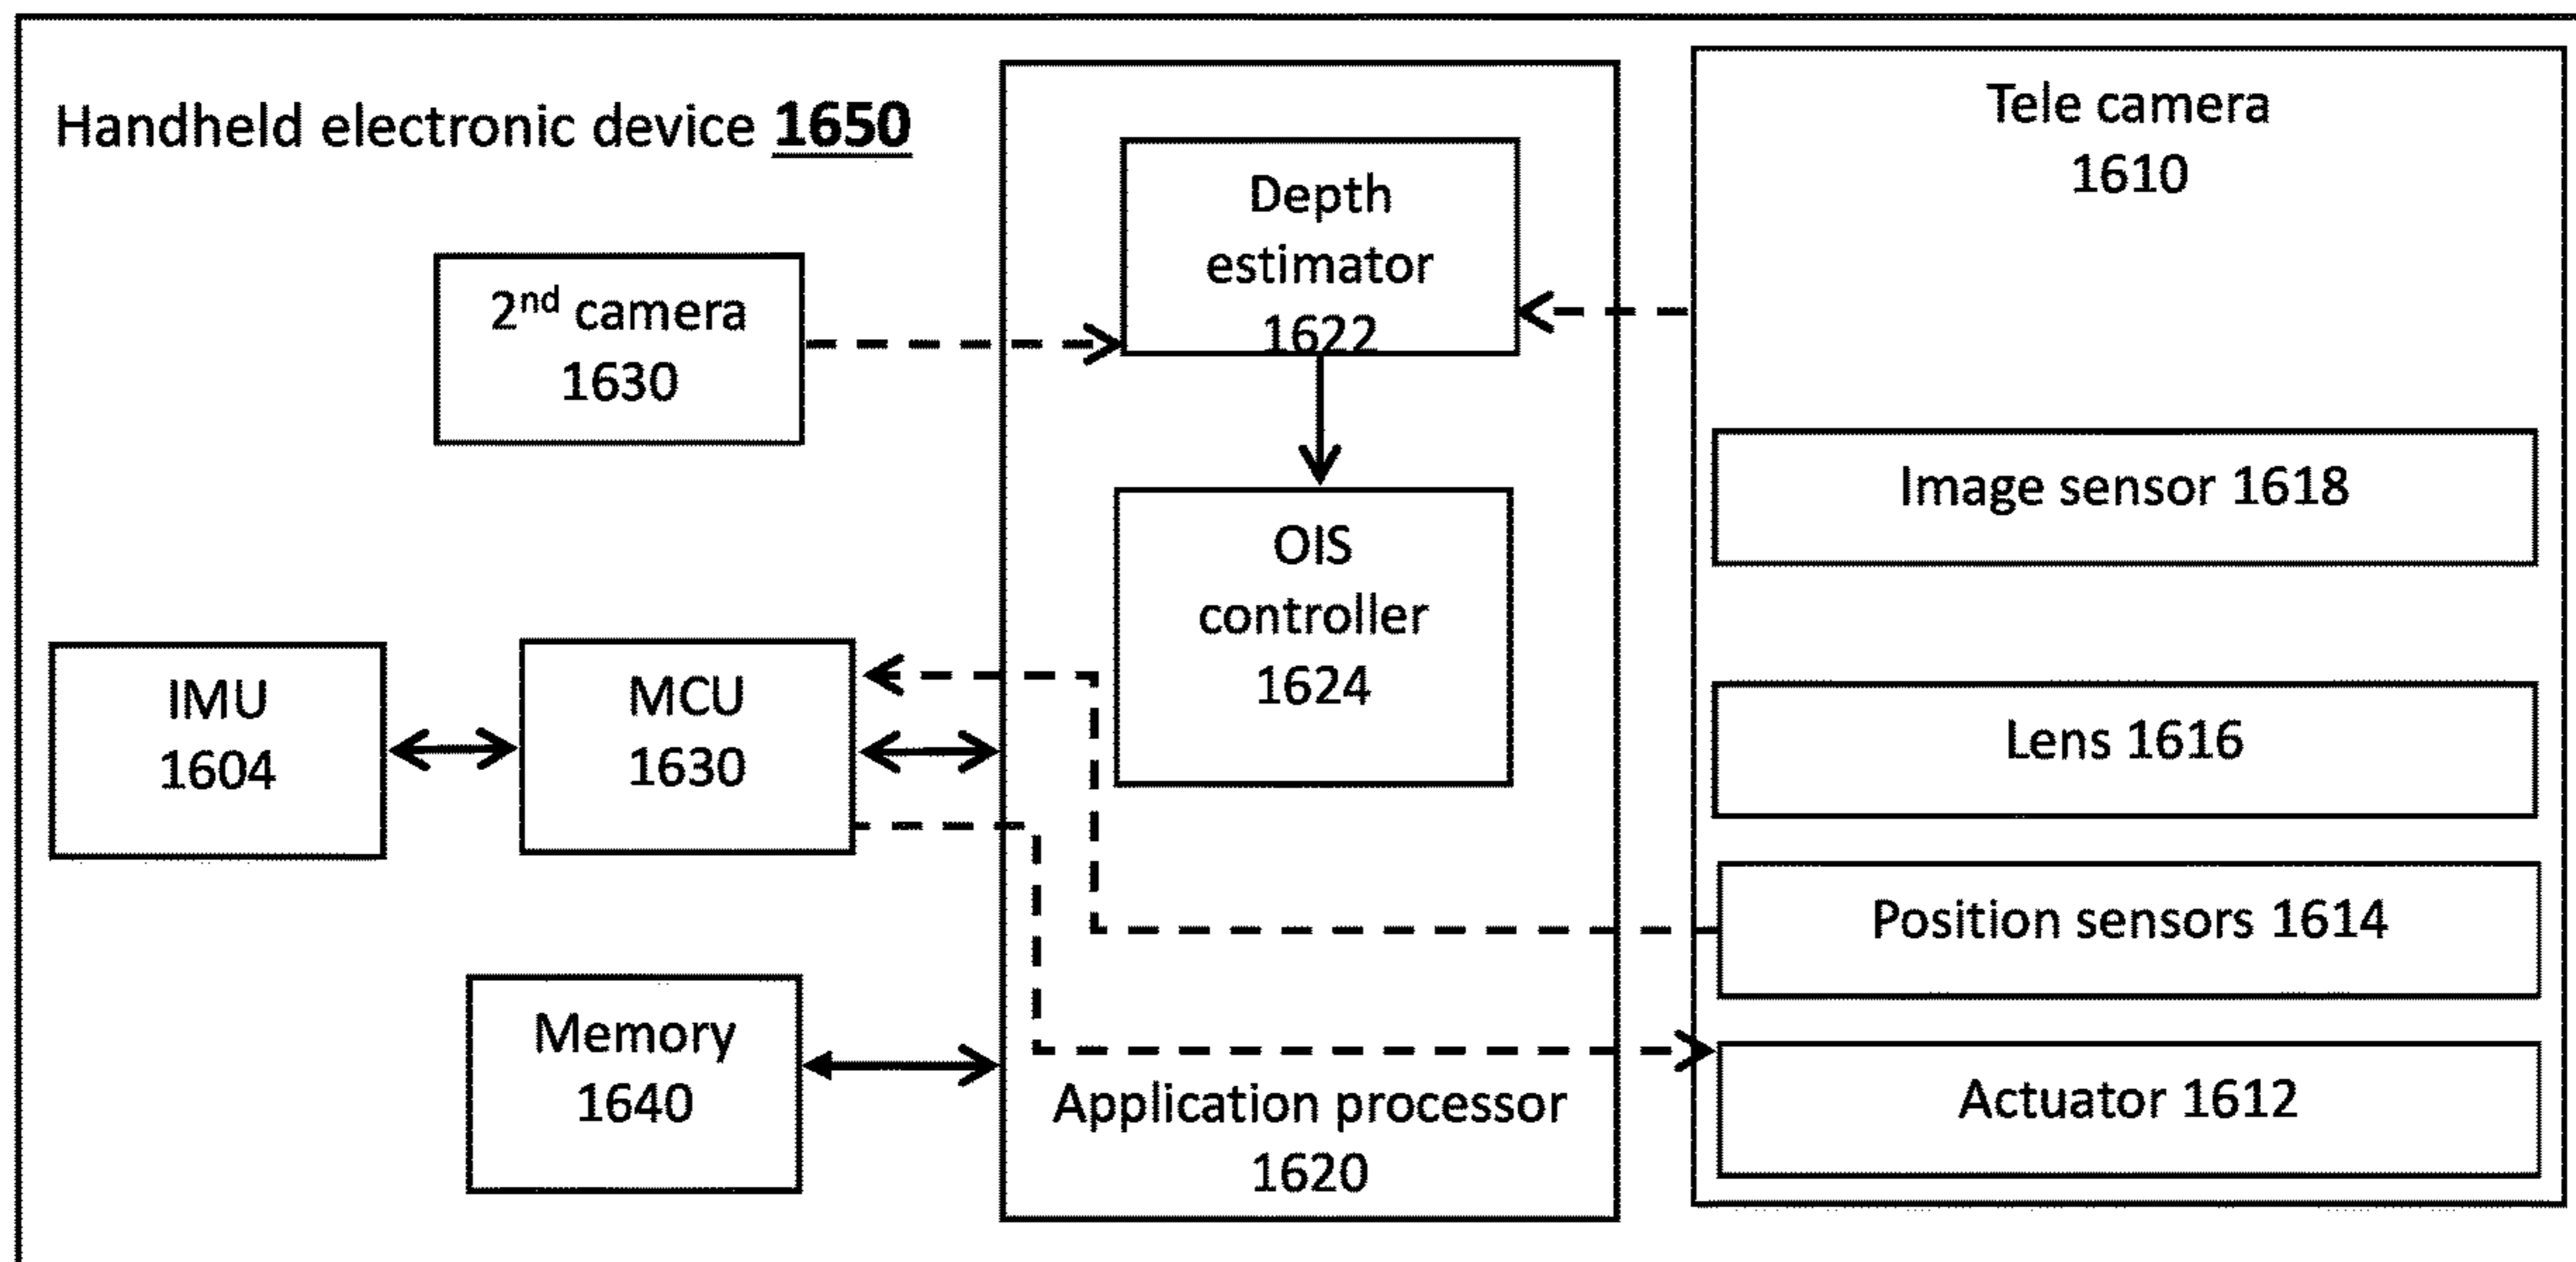 Handheld electronic device 1650
2nd camera
1630
IMU
1604
MCU
1630
Memory
1640
Depth
estimator
1622
OIS
controller
1624
Application processor
1620
Tele camera
1610
Image sensor 1618
Lens 1616
Position sensors 1614
Actuator 1612